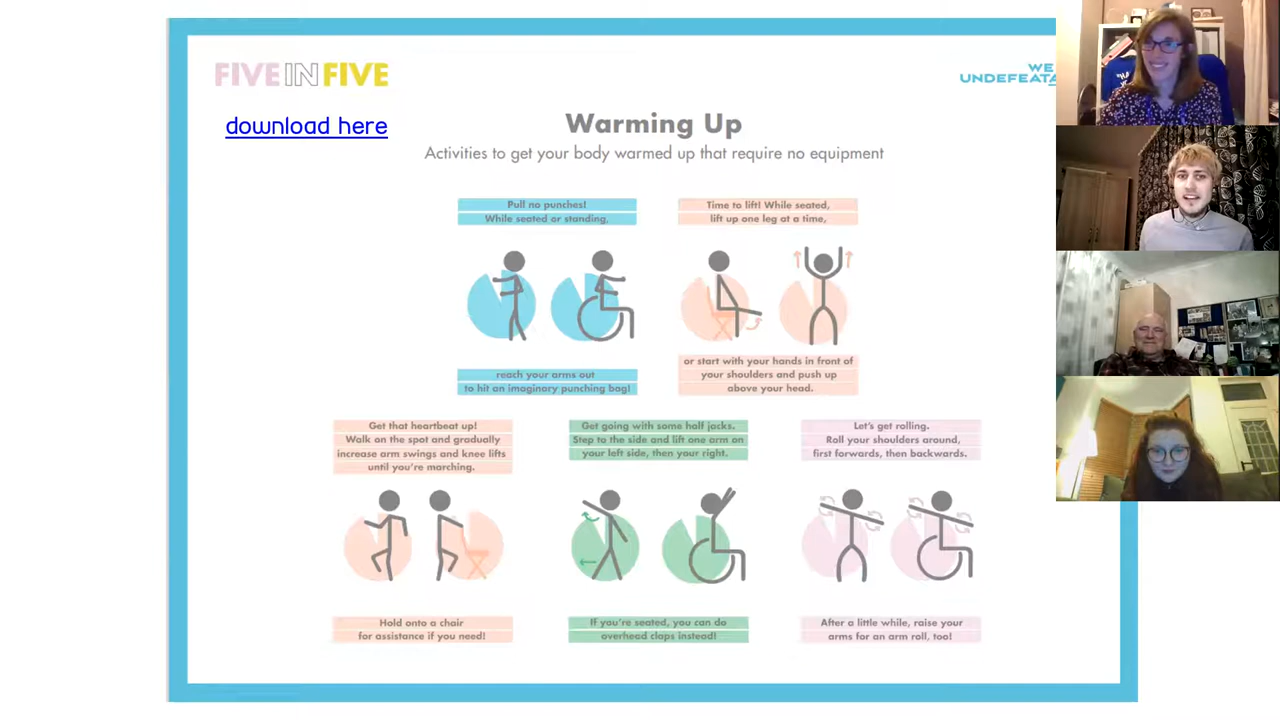 FIVEINFIVE
WE
UNDEFEATA
download here
Warming Up
Activities to get your body warmed up that require no equipment
Pull no punches!
While seated or standing,
reach your arms out
to hit an imaginary punching bag!
Time to lift! While seated,
lift up one leg at a time,
or start with your hands in front of
your shoulders and push up
above your head.
Get that heartbeat up!
Walk on the spot and gradually
increase arm swings and knee lifts
until you're marching.
Hold onto a chair
for assistance if you need!
Get going with some half jacks.
Step to the side and lift one arm on
your left side, then your right.
If you're seated, you can do
overhead claps instead!
Let's get rolling.
Roll your shoulders around,
first forwards, then backwards.
After a little while, raise your
arms for an arm roll, too!